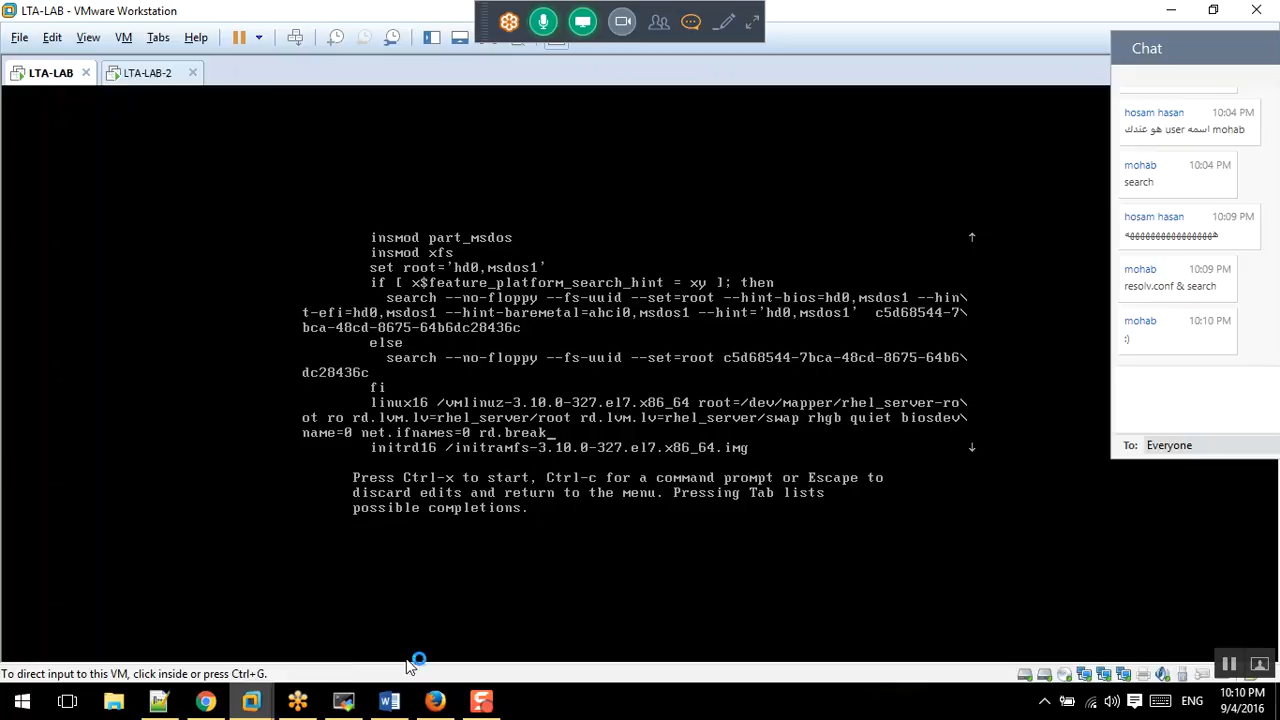 LTA-LAB - VMware Workstation
File Edit View VM Tabs Help
LTA-LAB LTA-LAB-2
insmod part_msdos
insmod xfs
set root='hd0,msdos1'
if [ x$feature_platform_search_hint = xy ]; then
search --no-floppy --fs-uuid --set=root --hint-bios=hd0,msdos1 --hin\
t-efi=hd0,msdos1 --hint-baremetal=ahci0,msdos1 --hint='hd0,msdos1'  c5d68544-7\
bca-48cd-8675-64b6dc28436c
else
search --no-floppy --fs-uuid --set=root c5d68544-7bca-48cd-8675-64b6\
dc28436c
fi
linux16 /vmlinuz-3.10.0-327.el7.x86_64 root=/dev/mapper/rhel_server-ro\
ot ro rd.lvm.lv=rhel_server/root rd.lvm.lv=rhel_server/swap rhgb quiet biosdev\
name=0 net.ifnames=0 rd.break_
initrd16 /initramfs-3.10.0-327.el7.x86_64.img
Press Ctrl-x to start, Ctrl-c for a command prompt or Escape to
discard edits and return to the menu. Pressing Tab lists
possible completions.
Chat
hosam hasan 10:04 PM
هو عندك user اسمه mohab
mohab 10:04 PM
search
hosam hasan 10:09 PM
mohab 10:09 PM
resolv.conf & search
mohab 10:10 PM
:)
To: Everyone
To direct input to this VM, click inside or press Ctrl+G.
ENG
10:10 PM
9/4/2016